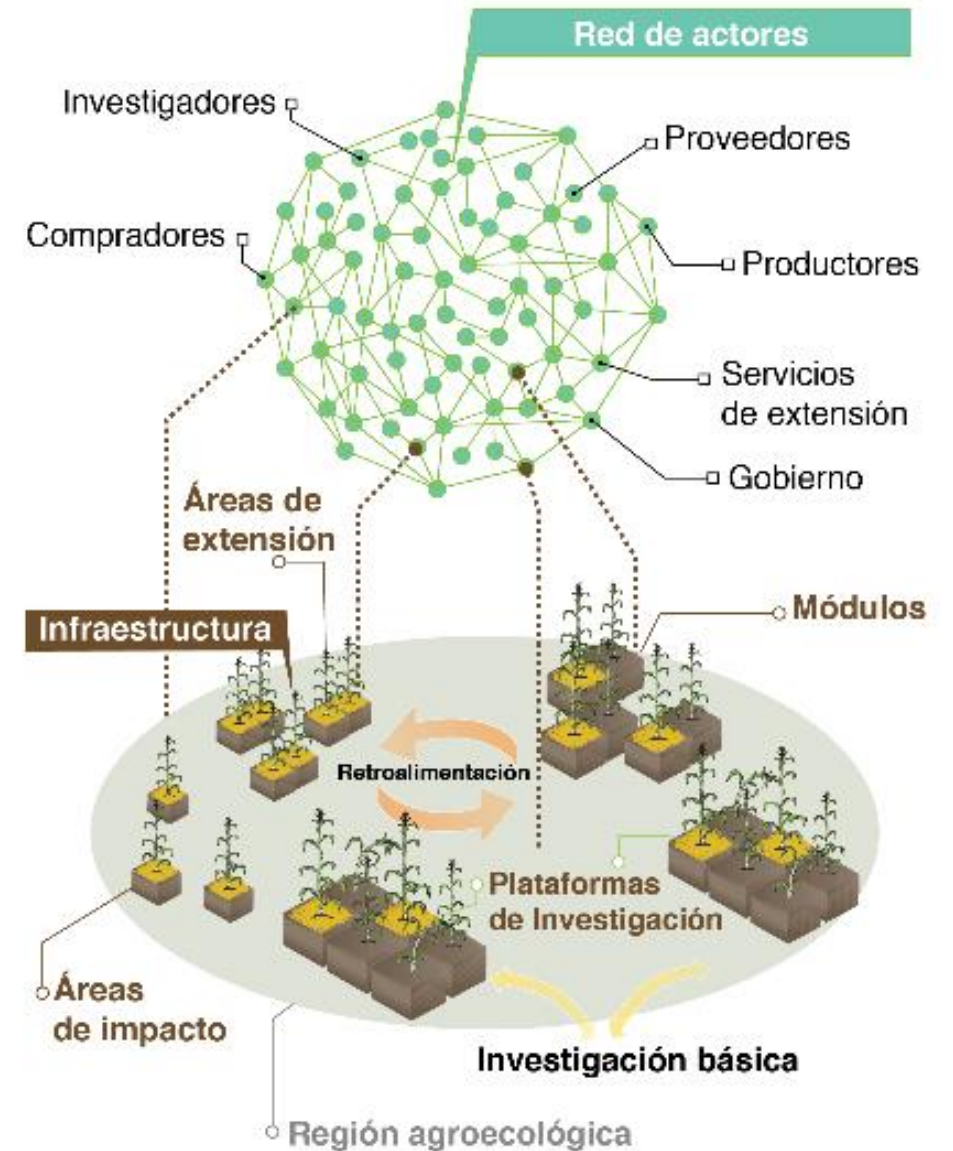 Red de actores
Investigadores
Proveedores
Compradores
Productores
Servicios
de extensión
Gobierno
Áreas de
extensión
Infraestructura
Módulos
Retroalimentación
Plataformas
de Investigación
Áreas
de impacto
Investigación básica
Región agroecológica